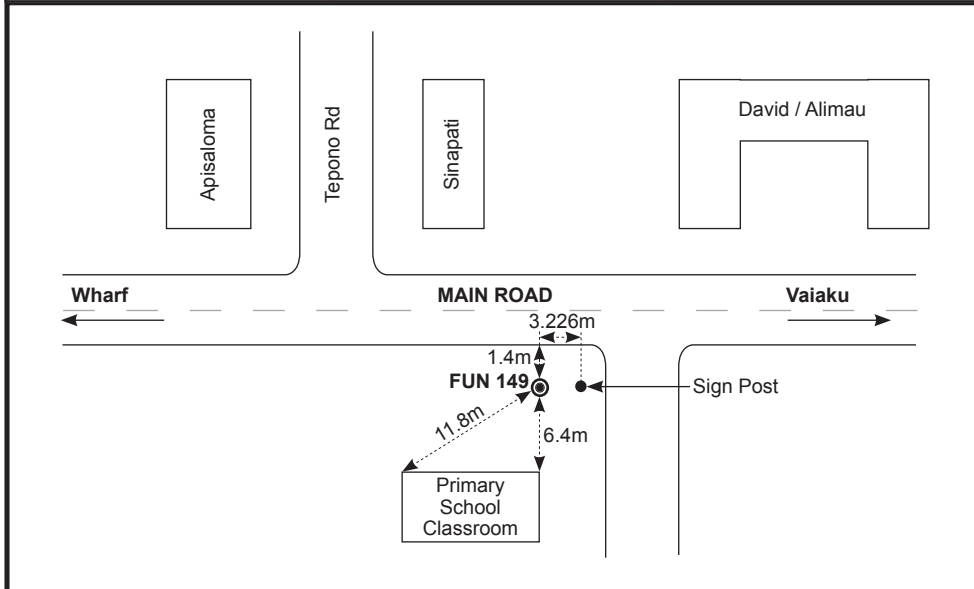 Apisaloma
Tepono Rd
Sinapati
David / Alimau
Wharf
MAIN ROAD
Vaiaku
3.226m
1.4m
FUN 149
Sign Post
11.8m
6.4m
Primary
School
Classroom